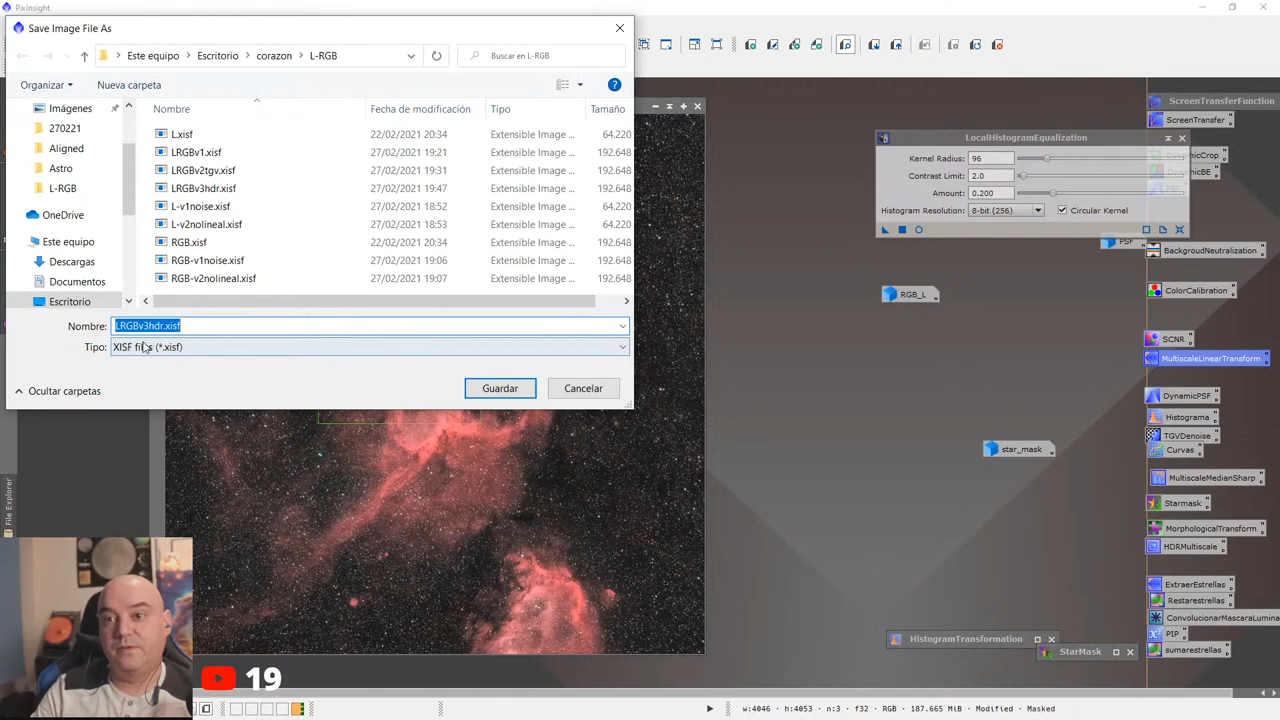 PixInsight
Save Image File As
Este equipo
Escritorio
corazon
L-RGB
Buscar en L-RGB
Organizar
Nueva carpeta
Imágenes
270221
Aligned
Astro
L-RGB
OneDrive
Este equipo
Descargas
Documentos
Escritorio
Nombre
Fecha de modificación
Tipo
Tamaño
L.xisf 22/02/2021 20:34 Extensible Image ... 64.220
LRGBv1.xisf 27/02/2021 19:21 Extensible Image ... 192.648
LRGBv2tgv.xisf 27/02/2021 19:31 Extensible Image ... 192.648
LRGBv3hdr.xisf 27/02/2021 19:47 Extensible Image ... 192.648
L-v1noise.xisf 27/02/2021 18:52 Extensible Image ... 64.220
L-v2nolineal.xisf 27/02/2021 18:53 Extensible Image ... 64.220
RGB.xisf 22/02/2021 20:34 Extensible Image ... 192.648
RGB-v1noise.xisf 27/02/2021 19:06 Extensible Image ... 192.648
RGB-v2nolineal.xisf 27/02/2021 19:07 Extensible Image ... 192.648
Nombre: LRGBv3hdr.xisf
Tipo: XISF files (*.xisf)
Ocultar carpetas
Guardar
Cancelar
File Explorer
LocalHistogramEqualization
Kernel Radius: 96
Contrast Limit: 2.0
Amount: 0.200
Histogram Resolution: 8-bit (256)
Circular Kernel
PSF
RGB_L
star_mask
ScreenTransferFunction
ScreenTransfer
DynamicCrop
DynamicBE
BackgroudNeutralization
ColorCalibration
SCNR
MultiscaleLinearTransform
DynamicPSF
Histograma
TGVDenoise
Curvas
MultiscaleMedianSharp
Starmask
MorphologicalTransform
HDRMultiscale
ExtraerEstrellas
Restarestrellas
ConvolucionarMascaraLumina
PIP
sumarestrellas
HistogramTransformation
StarMask
19
w:4046 | h:4053 | n:3 | f32 | RGB | 187.665 MiB | Modified | Masked